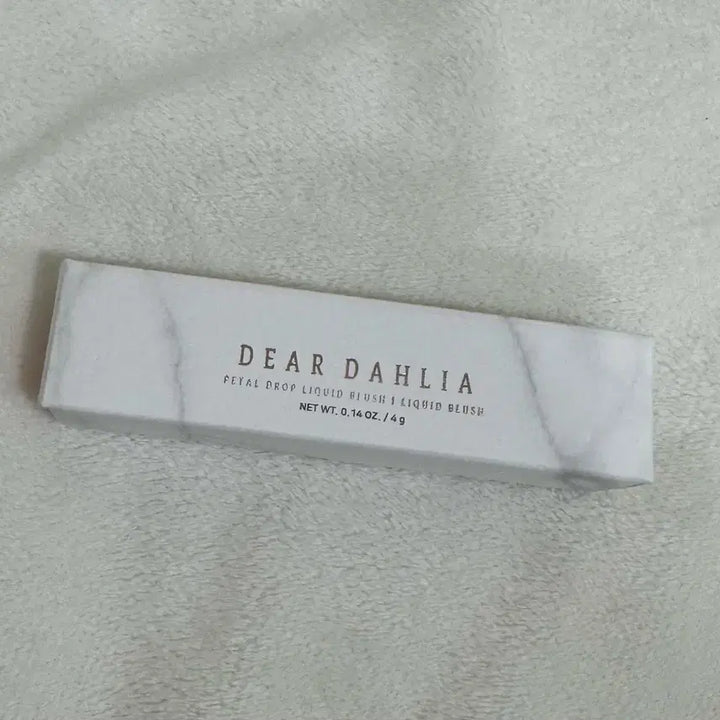 DEAR DAHLIA
PETAL DROP LIQUID BLUSH | LIQUID BLUSH
NET WT. 0.14 OZ. / 4 g